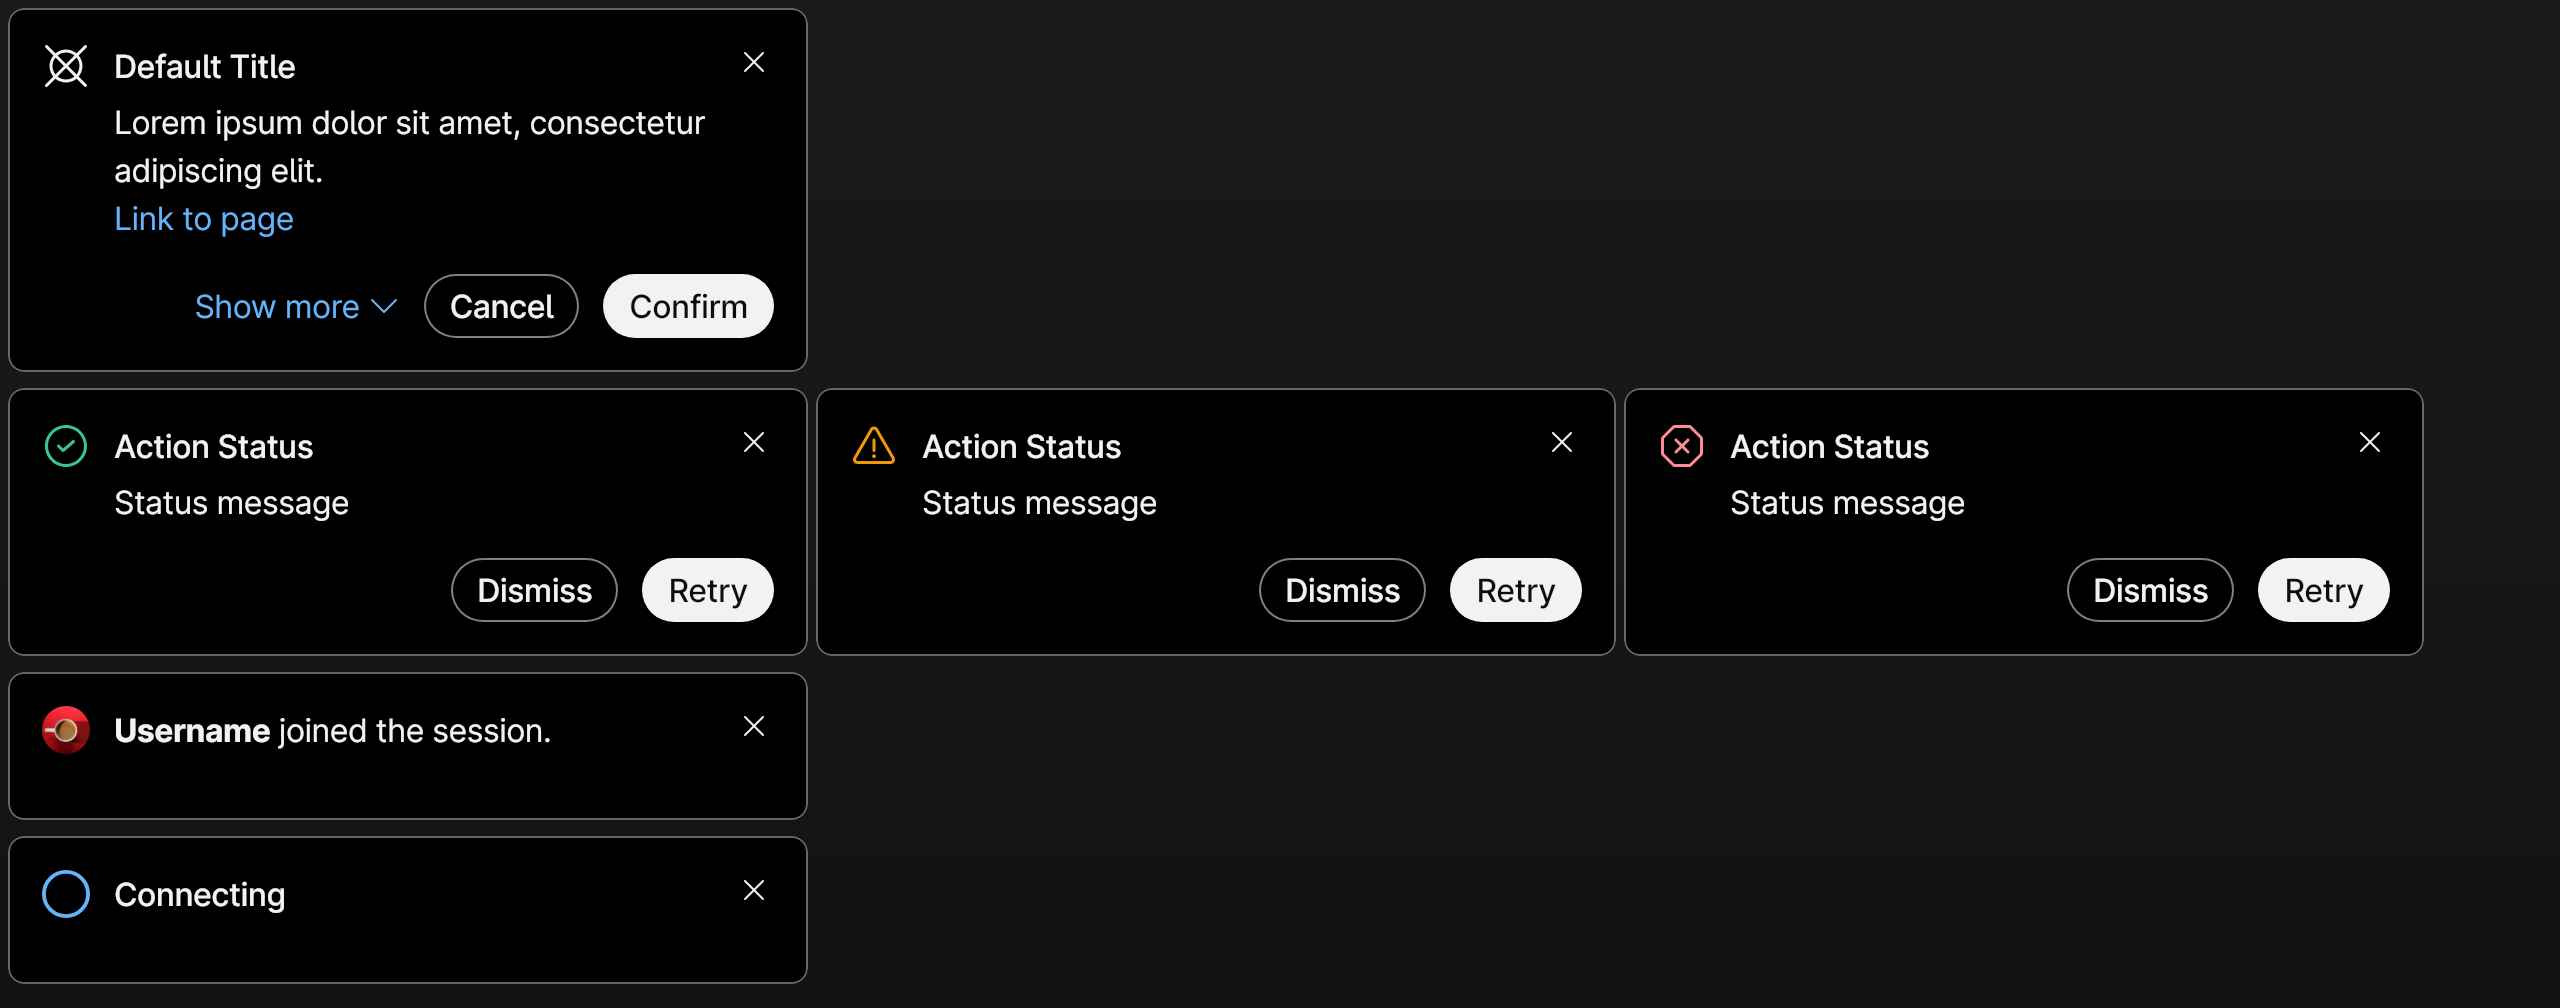 Default Title
Lorem ipsum dolor sit amet, consectetur
adipiscing elit.
Link to page
Show more
Cancel
Confirm
Action Status
Status message
Dismiss
Retry
Action Status
Status message
Dismiss
Retry
Action Status
Status message
Dismiss
Retry
Username joined the session.
Connecting